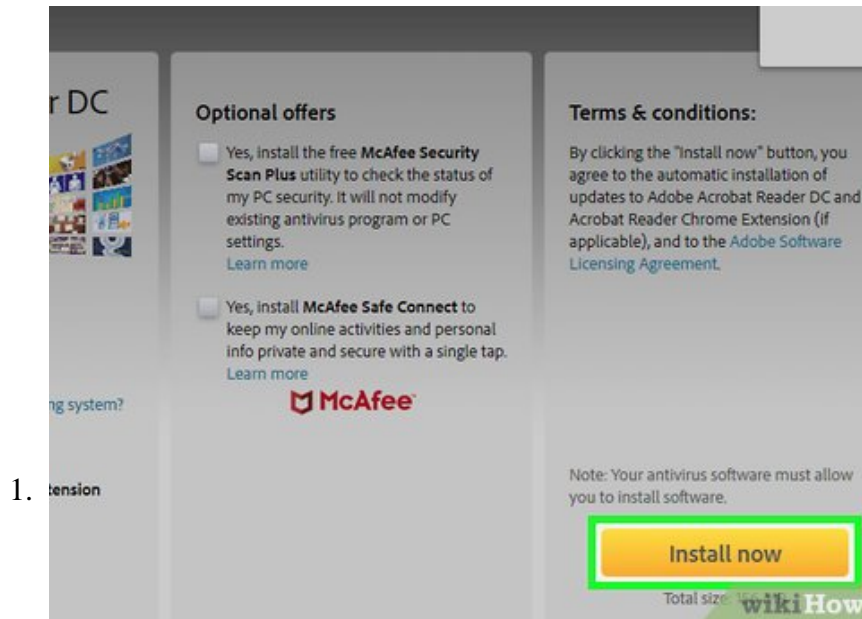 r DC
Optional offers
Yes, install the free McAfee Security
Scan Plus utility to check the status of
my PC security. It will not modify
existing antivirus program or PC
settings.
Learn more
Yes, install McAfee Safe Connect to
keep my online activities and personal
info private and secure with a single tap.
Learn more
McAfee
ng system?
1. tension
Terms & conditions:
By clicking the "Install now" button, you
agree to the automatic installation of
updates to Adobe Acrobat Reader DC and
Acrobat Reader Chrome Extension (if
applicable), and to the Adobe Software
Licensing Agreement.
Note: Your antivirus software must allow
you to install software.
Install now
Total size:
wikiHow